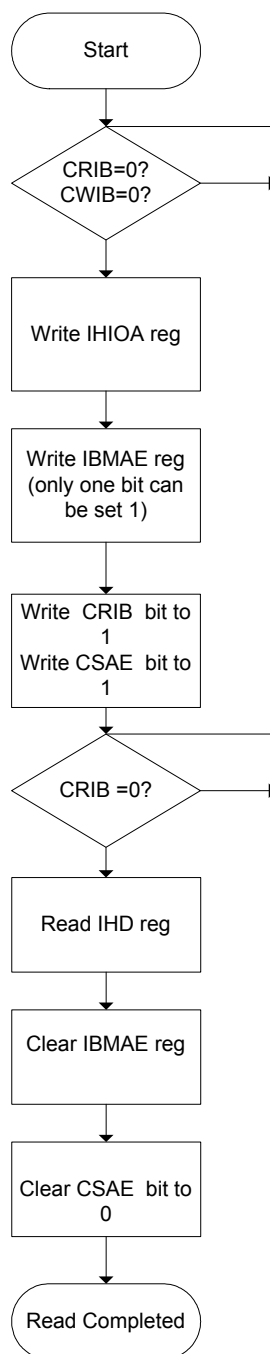 Start
CRIB=0?
CWIB=0?
Write IHIOA reg
Write IBMAE reg
(only one bit can
be set 1)
Write CRIB bit to
1
Write CSAE bit to
1
CRIB =0?
Read IHD reg
Clear IBMAE reg
Clear CSAE bit to
0
Read Completed